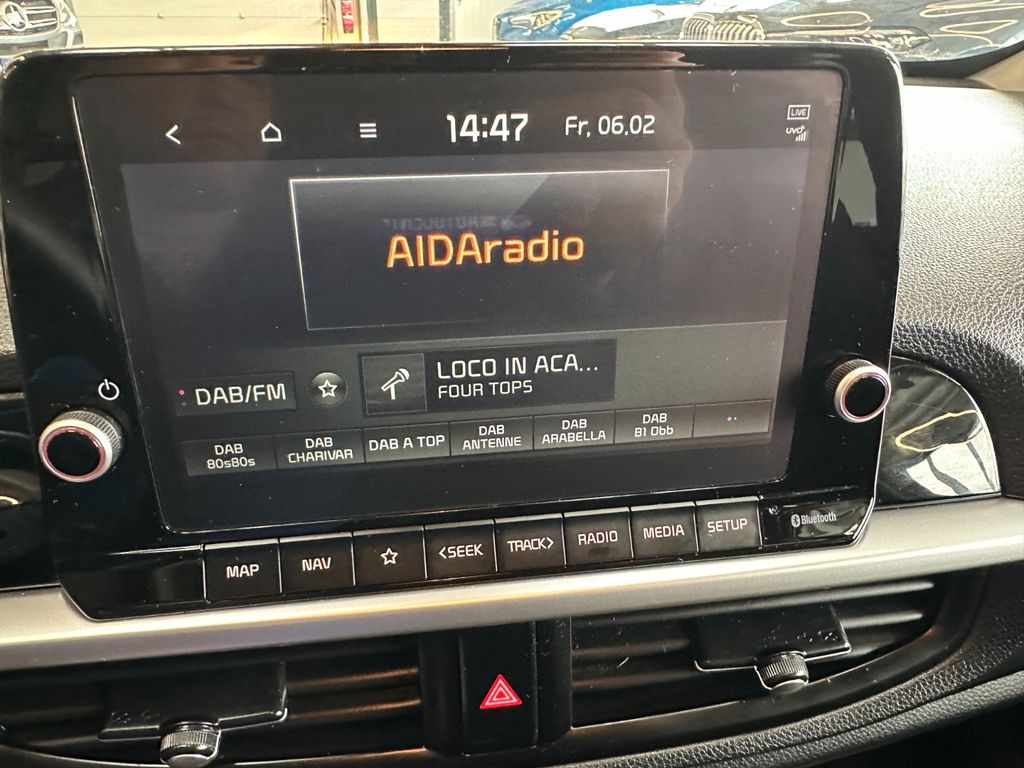 14:47 Fr, 06.02 LIVE
UVO
AIDAradio
LOCO IN ACA...
DAB/FM
FOUR TOPS
DAB
80s80s
DAB
CHARIVAR
DAB A TOP
DAB
ANTENNE
DAB
ARABELLA
DAB
B1 Obb
MAP NAV <SEEK TRACK> RADIO MEDIA SETUP Bluetooth